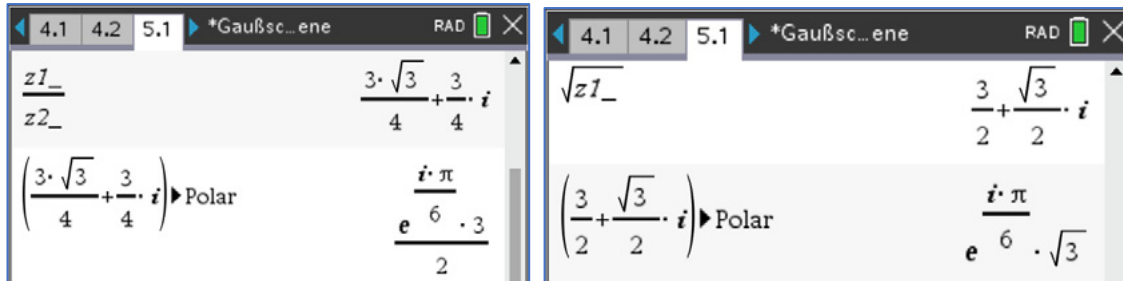 4.1 4.2 5.1 *Gaußsc...ene RAD
z1_/z2_ (3·√3)/4+3/4·i
((3·√3)/4+3/4·i)▶Polar (e^(i·π/6)·3)/2
4.1 4.2 5.1 *Gaußsc...ene RAD
√(z1_) 3/2+√3/2·i
(3/2+√3/2·i)▶Polar e^(i·π/6)·√3